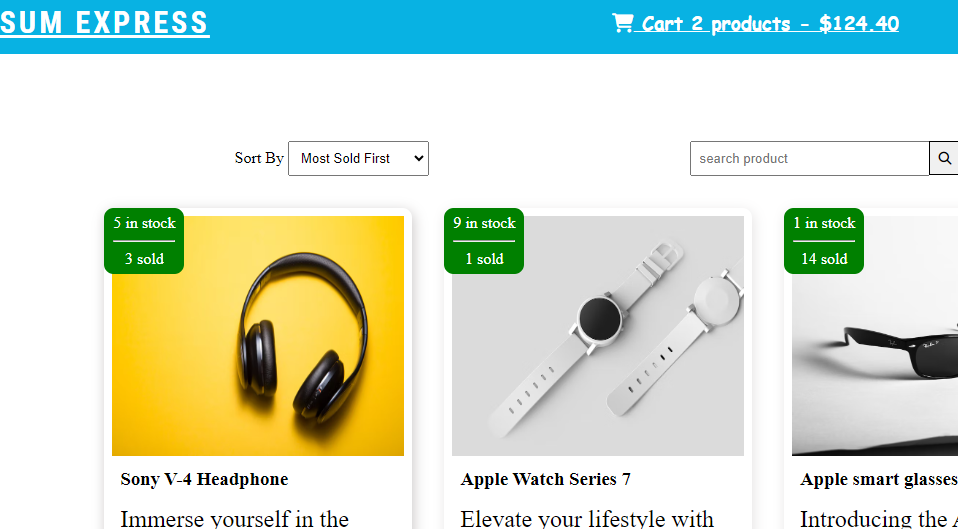 SUM EXPRESS
Cart 2 products - $124.40
Sort By Most Sold First
search product
5 in stock
3 sold
9 in stock
1 sold
1 in stock
14 sold
Sony V-4 Headphone
Apple Watch Series 7
Apple smart glasses
Immerse yourself in the
Elevate your lifestyle with
Introducing the